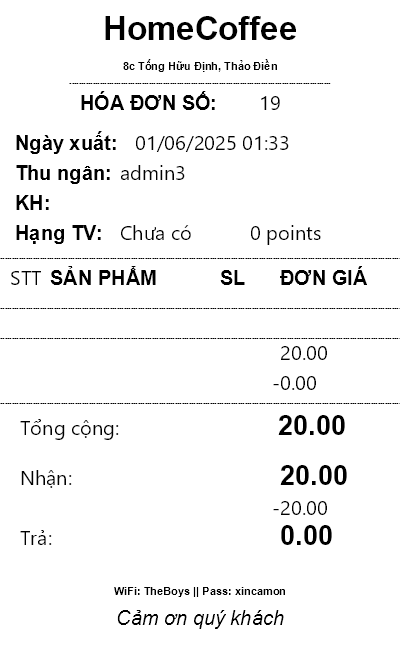 HomeCoffee
8c Tống Hữu Định, Thảo Điền
HÓA ĐƠN SỐ: 19
Ngày xuất: 01/06/2025 01:33
Thu ngân: admin3
KH:
Hạng TV: Chưa có 0 points
STT SẢN PHẨM SL ĐƠN GIÁ
20.00
-0.00
Tổng cộng: 20.00
Nhận: 20.00
-20.00
Trả: 0.00
WiFi: TheBoys || Pass: xincamon
Cảm ơn quý khách